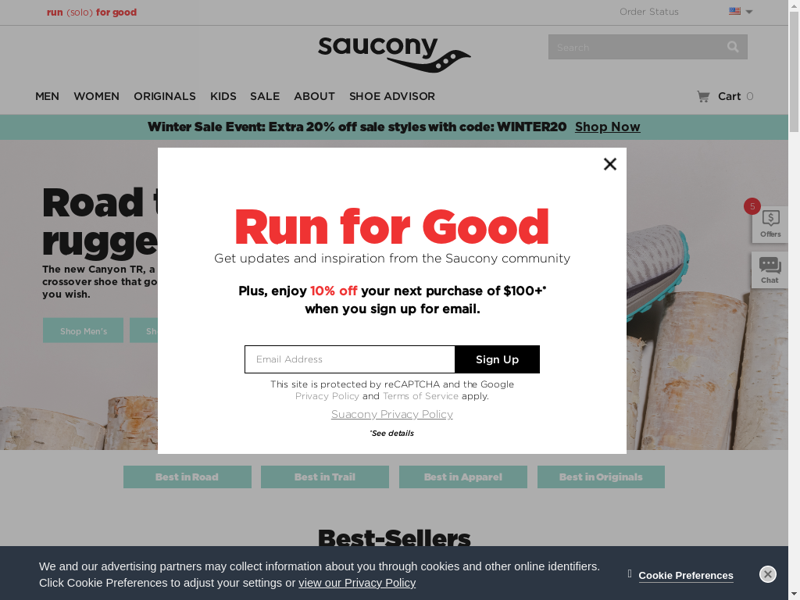 run (solo) for good
Order Status
saucony
Search
MEN WOMEN ORIGINALS KIDS SALE ABOUT SHOE ADVISOR
Cart 0
Winter Sale Event: Extra 20% off sale styles with code: WINTER20 Shop Now
Road
rugge
The new Canyon TR, a
crossover shoe that go
you wish.
Shop Men's
Sh
5
Offers
Chat
Run for Good
Get updates and inspiration from the Saucony community
Plus, enjoy 10% off your next purchase of $100+*
when you sign up for email.
Email Address
Sign Up
This site is protected by reCAPTCHA and the Google
Privacy Policy and Terms of Service apply.
Suacony Privacy Policy
*See details
Best in Road
Best in Trail
Best in Apparel
Best in Originals
Best-Sellers
We and our advertising partners may collect information about you through cookies and other online identifiers.
Click Cookie Preferences to adjust your settings or view our Privacy Policy
Cookie Preferences